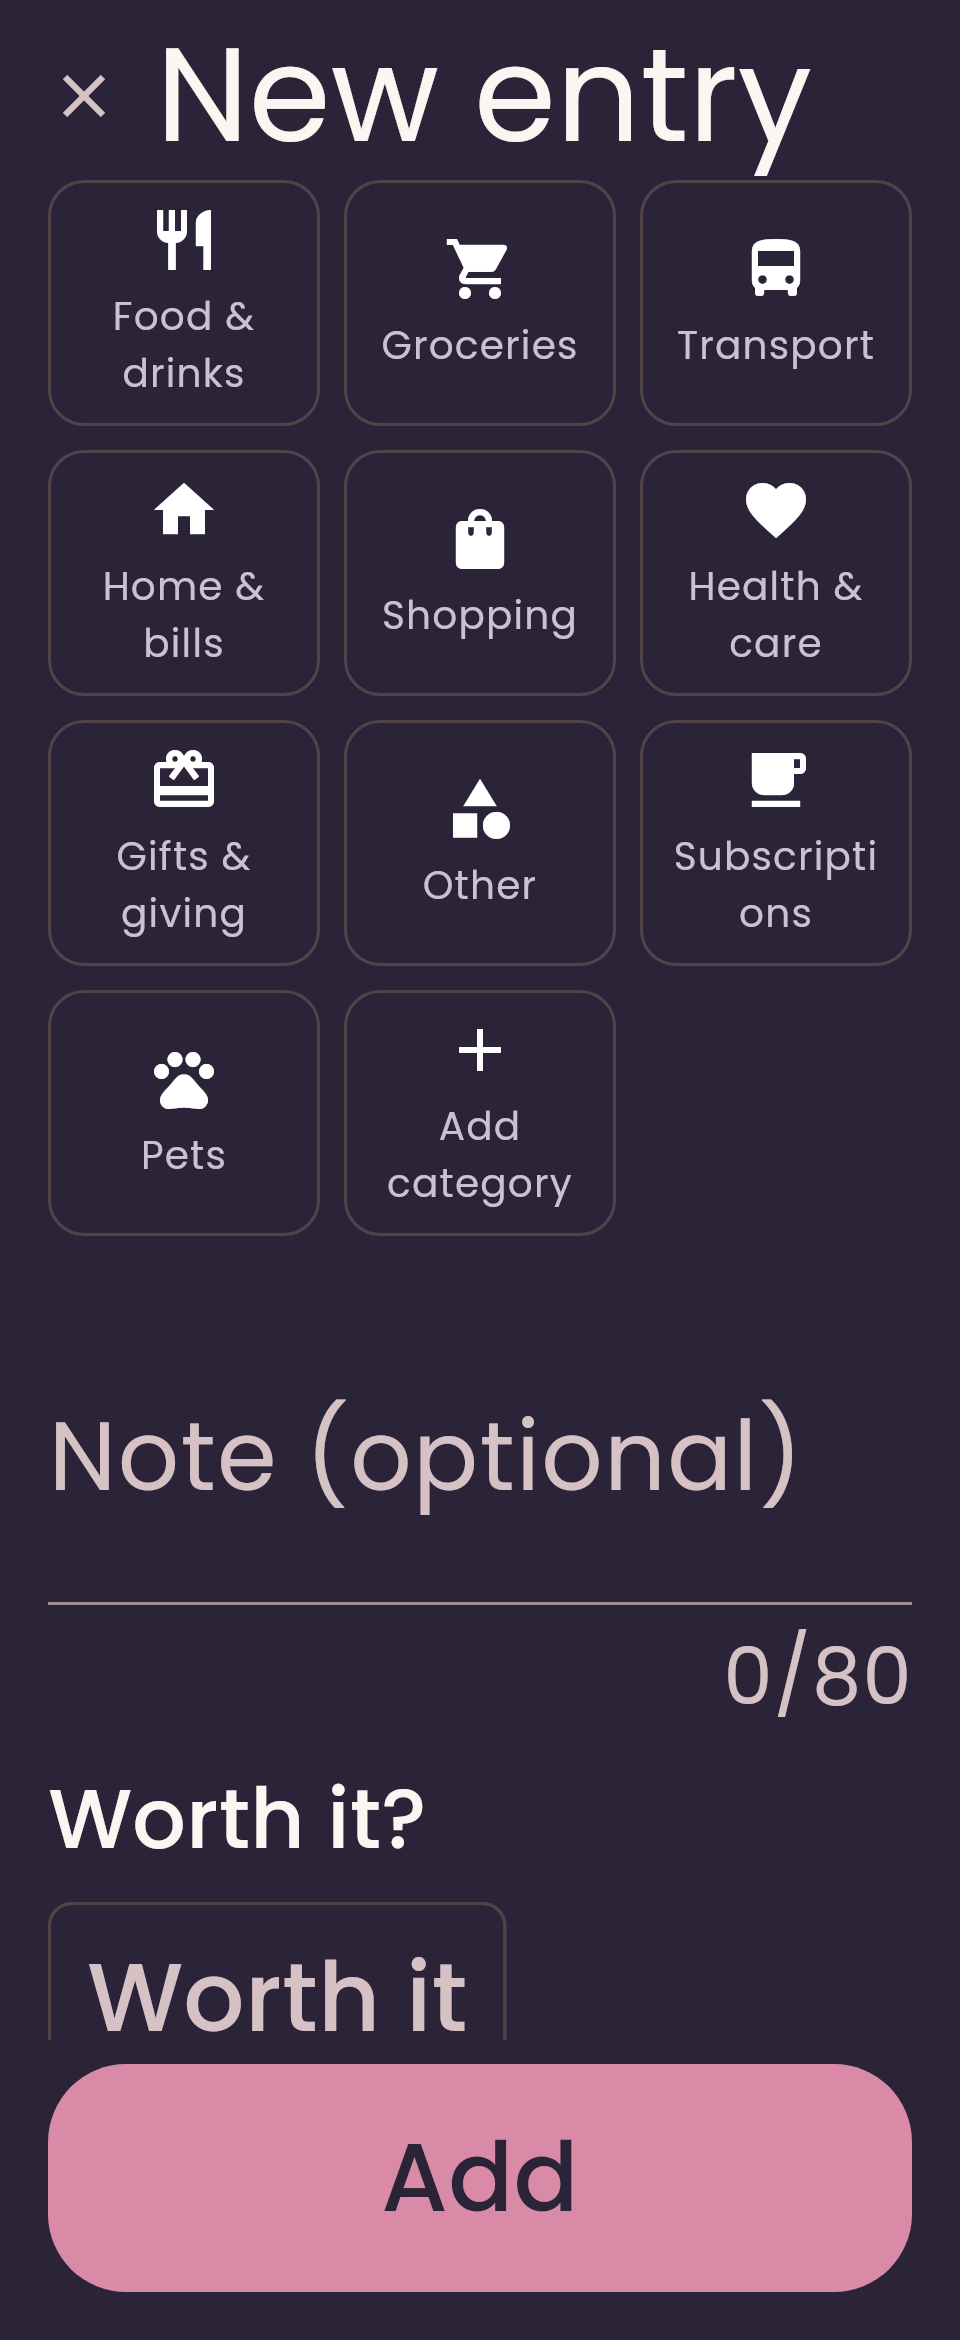 New entry
Food &
drinks
Groceries
Transport
Home &
bills
Shopping
Health &
care
Gifts &
giving
Other
Subscripti
ons
Pets
Add
category
Note (optional)
0/80
Worth it?
Worth it
Add